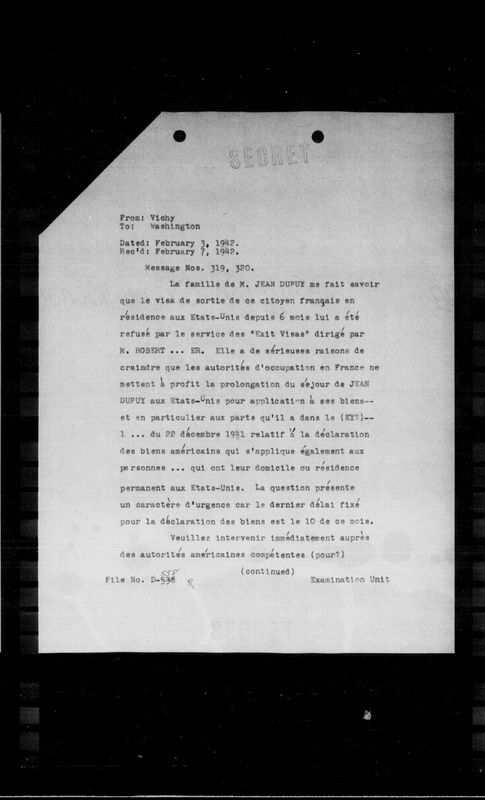 SECRET
From: Vichy
To: Washington
Dated: February 3, 1942.
Rec'd: February 7, 1942.
Message Nos. 319, 320.
La famille de M. JEAN DUPUY me fait savoir
que le visa de sortie de ce citoyen français en
résidence aux Etats-Unis depuis 6 mois lui a été
refusé par le service des "Exit Visas" dirigé par
M. ROBERT ... ER. Elle a de sérieuses raisons de
craindre que les autorités d'occupation en France ne
mettent à profit la prolongation du séjour de JEAN
DUPUY aux Etats-Unis pour application à ses biens--
et en particulier aux parts qu'il a dans le (EY?)--
l ... du 22 décembre 1941 relatif à la déclaration
des biens américains qui s'applique également aux
personnes ... qui ont leur domicile ou résidence
permanent aux Etats-Unis. La question présente
un caractère d'urgence car le dernier délai fixé
pour la déclaration des biens est le 10 de ce mois.
Veuillez intervenir immédiatement auprès
des autorités américaines compétentes (pour?)
(continued)
558
File No. D-538 R Examination Unit
SECRET